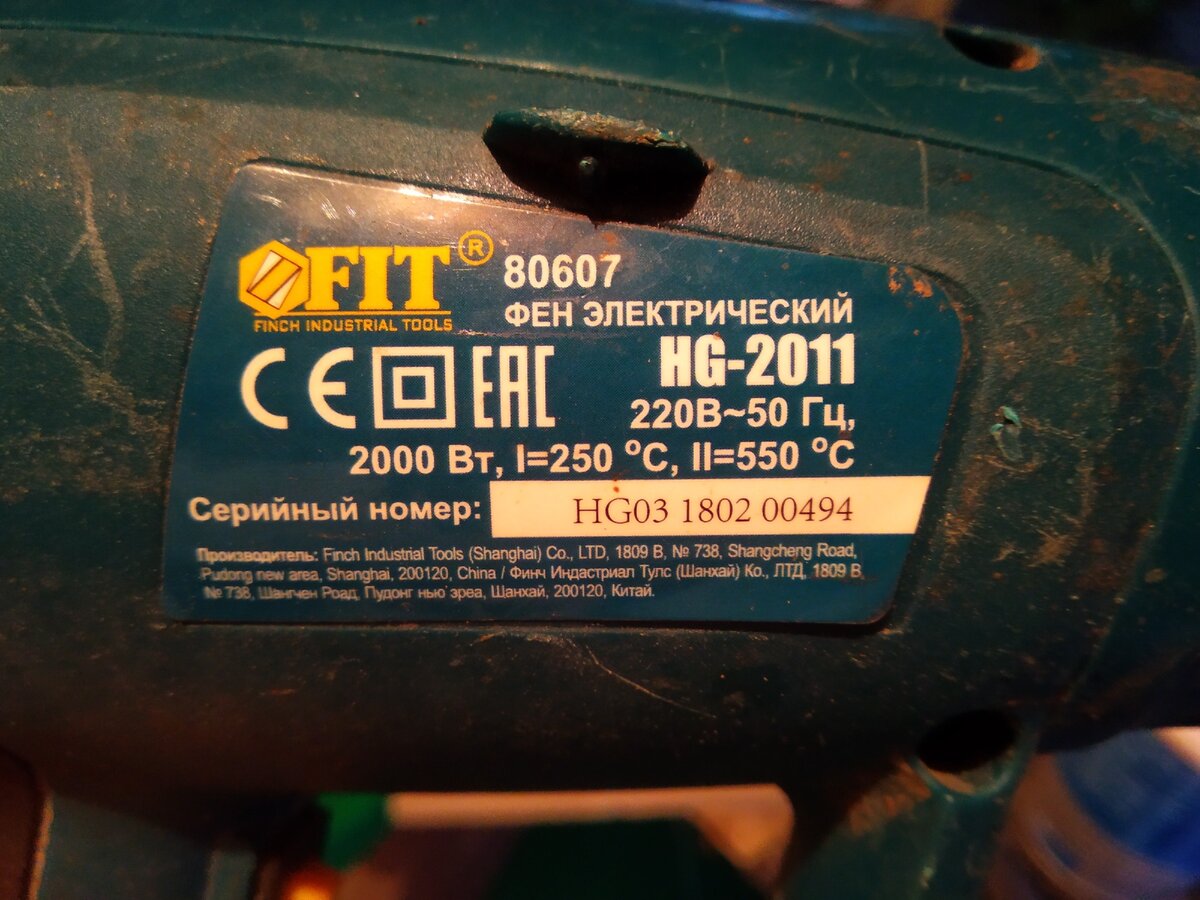 FIT®
FINCH INDUSTRIAL TOOLS
80607
ФЕН ЭЛЕКТРИЧЕСКИЙ
HG-2011
CE EAC
220В~50 Гц,
2000 Вт, I=250 °C, II=550 °C
Серийный номер: HG03 1802 00494
Производитель: Finch Industrial Tools (Shanghai) Co., LTD, 1809 B, № 738, Shangcheng Road,
Pudong new area, Shanghai, 200120, China / Финч Индастриал Тулс (Шанхай) Ко., ЛТД, 1809 B,
№ 738, Шангчен Роад, Пудонг нью эреа, Шанхай, 200120, Китай.